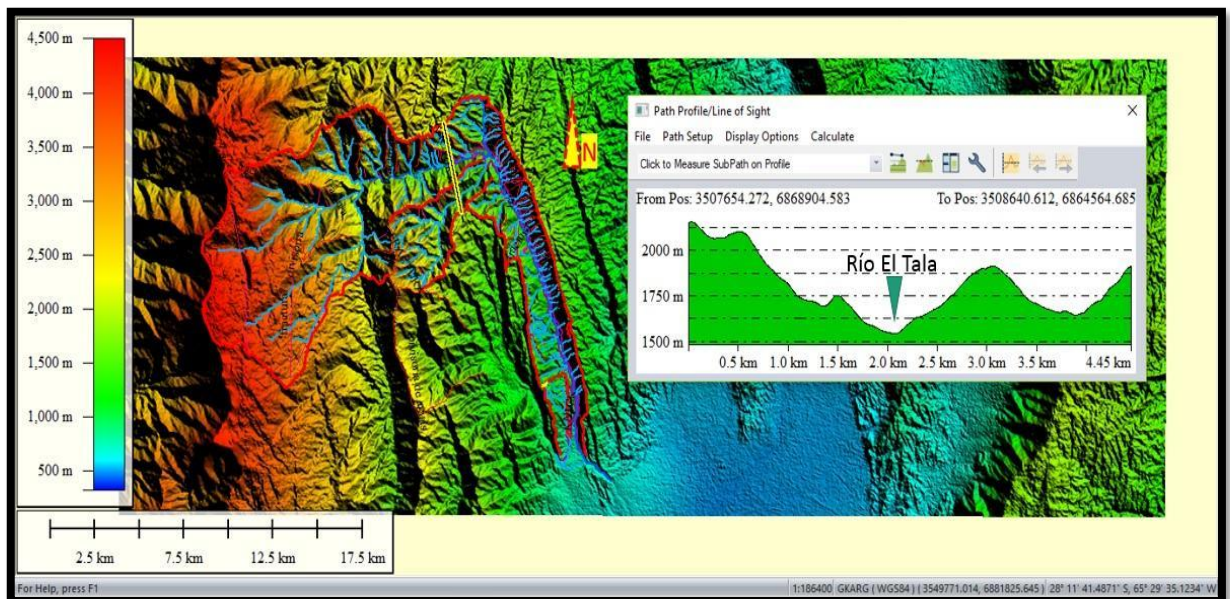 4,500 m
4,000 m
3,500 m
3,000 m
2,500 m
2,000 m
1,500 m
1,000 m
500 m
N
Path Profile/Line of Sight
File Path Setup Display Options Calculate
Click to Measure SubPath on Profile
From Pos: 3507654.272, 6868904.583 To Pos: 3508640.612, 6864564.685
2000 m
1750 m
1500 m
Río El Tala
0.5 km 1.0 km 1.5 km 2.0 km 2.5 km 3.0 km 3.5 km 4.45 km
2.5 km 7.5 km 12.5 km 17.5 km
For Help, press F1
1:186400 GKARG ( WGS84 ) ( 3549771.014, 6881825.645 ) 28° 11' 41.4871" S, 65° 29' 35.1234" W